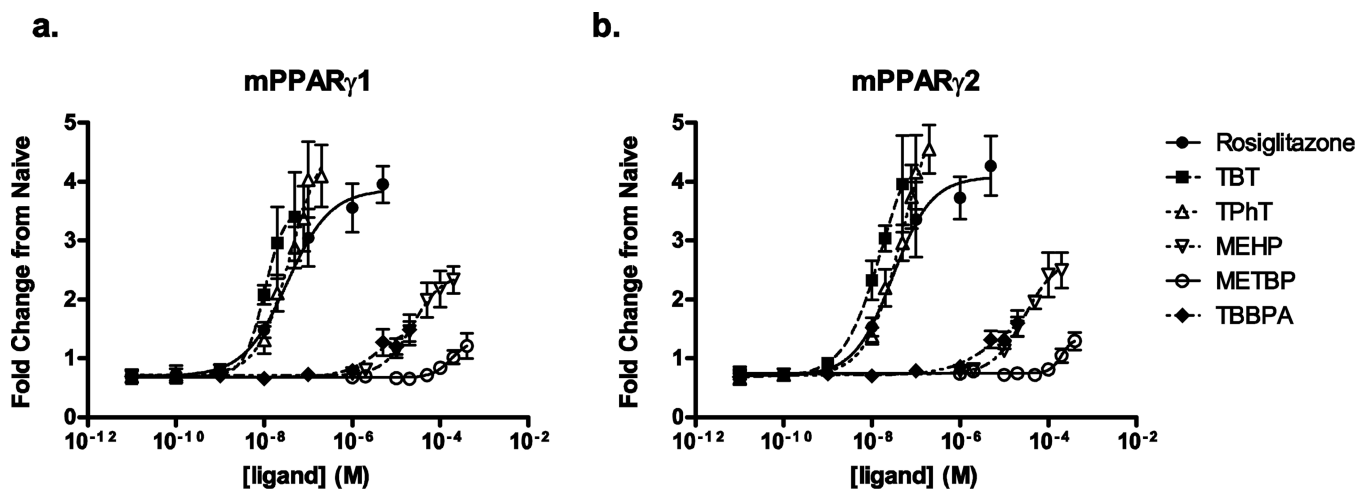 a.
mPPARγ1
Fold Change from Naive
5
4
3
2
1
0
10-12
10-10
10-8
10-6
10-4
10-2
[ligand] (M)
b.
mPPARγ2
Fold Change from Naive
5
4
3
2
1
0
10-12
10-10
10-8
10-6
10-4
10-2
[ligand] (M)
Rosiglitazone
TBT
TPhT
MEHP
METBP
TBBPA